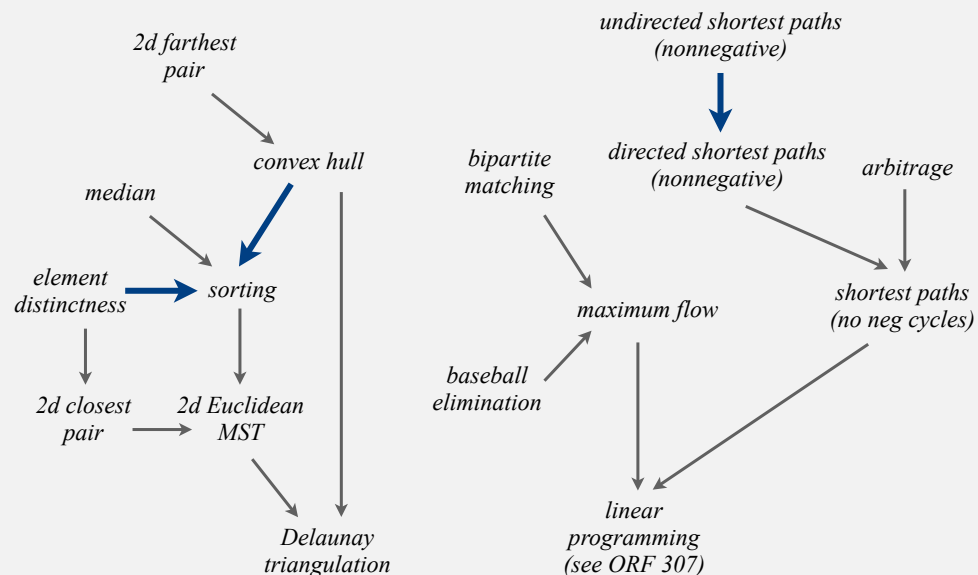 undirected shortest paths
(nonnegative)
2d farthest
pair
convex hull
bipartite
matching
directed shortest paths
(nonnegative)
arbitrage
median
element
distinctness
sorting
maximum flow
shortest paths
(no neg cycles)
baseball
elimination
2d closest
pair
2d Euclidean
MST
linear
programming
(see ORF 307)
Delaunay
triangulation